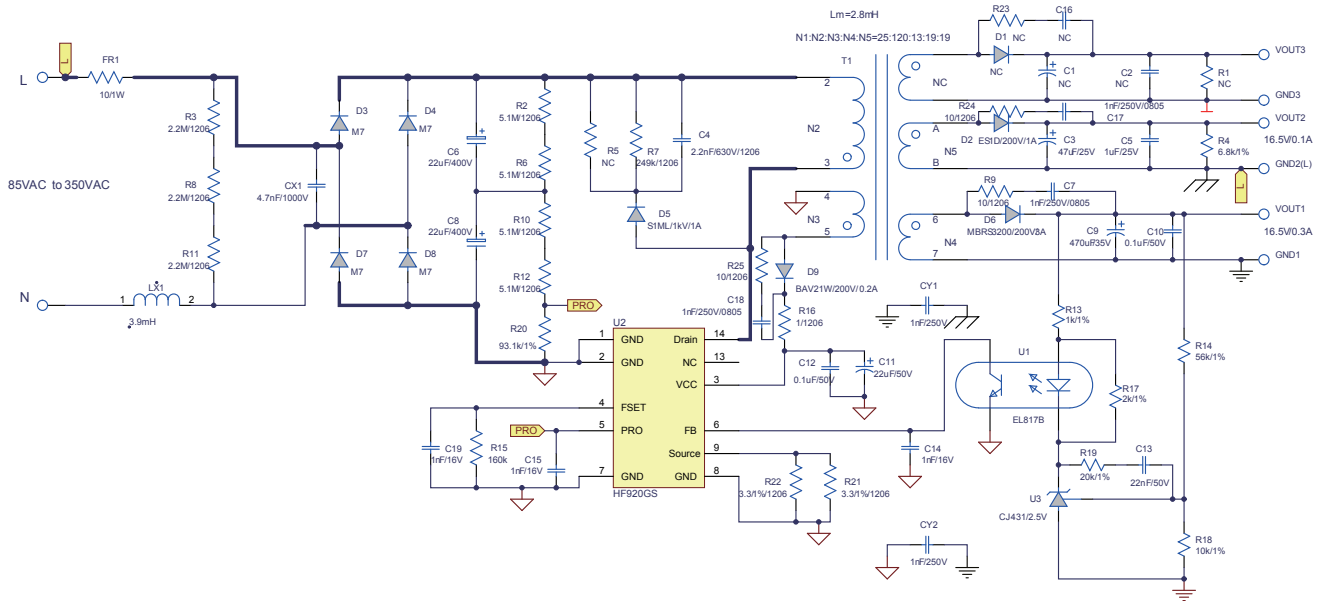 Lm=2.8mH
N1:N2:N3:N4:N5=25:120:13:19:19
L
L
FR1
10/1W
R3
2.2M/1206
R8
2.2M/1206
R11
2.2M/1206
85VAC to 350VAC
CX1
4.7nF/1000V
N
1
LX1
2
3.9mH
D3
M7
D4
M7
D7
M7
D8
M7
C6
22uF/400V
C8
22uF/400V
R2
5.1M/1206
R6
5.1M/1206
R10
5.1M/1206
R12
5.1M/1206
PRO
R20
93.1k/1%
R5
NC
R7
249k/1206
C4
2.2nF/630V/1206
D5
S1ML/1kV/1A
T1
2
N2
3
4
N3
5
NC
A
N5
B
6
N4
7
R23
NC
C16
NC
D1
NC
C1
NC
C2
NC
R1
NC
VOUT3
GND3
R24
10/1206
1nF/250V/0805
C17
D2
ES1D/200V/1A
C3
47uF/25V
C5
1uF/25V
R4
6.8k/1%
VOUT2
16.5V/0.1A
GND2(L)
L
R9
10/1206
C7
1nF/250V/0805
D6
MBRS3200/200V8A
C9
470uF/35V
C10
0.1uF/50V
VOUT1
16.5V/0.3A
GND1
R25
10/1206
D9
BAV21W/200V/0.2A
C18
1nF/250V/0805
R16
1/1206
C12
0.1uF/50V
C11
22uF/50V
CY1
1nF/250V
U2
1
GND
2
GND
4
FSET
5
PRO
7
GND
Drain
14
NC
13
VCC
3
FB
6
Source
9
GND
8
HF920GS
C19
1nF/16V
R15
160k
PRO
C15
1nF/16V
R22
3.3/1%/1206
R21
3.3/1%/1206
C14
1nF/16V
U1
EL817B
R13
1k/1%
R17
2k/1%
R14
56k/1%
R19
20k/1%
C13
22nF/50V
U3
CJ431/2.5V
R18
10k/1%
CY2
1nF/250V